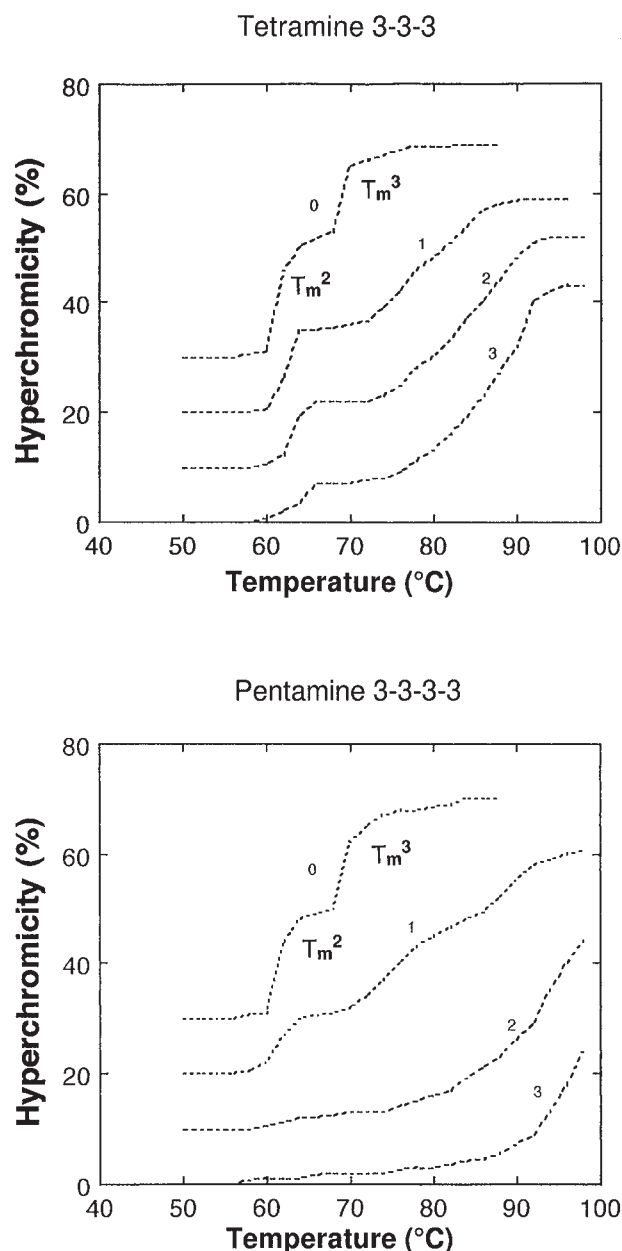 Tetramine 3-3-3
Hyperchromicity (%)
80
60
40
20
0
0
Tm³
Tm²
1
2
3
40 50 60 70 80 90 100
Temperature (°C)
Pentamine 3-3-3-3
Hyperchromicity (%)
80
60
40
20
0
0
Tm³
Tm²
1
2
3
40 50 60 70 80 90 100
Temperature (°C)